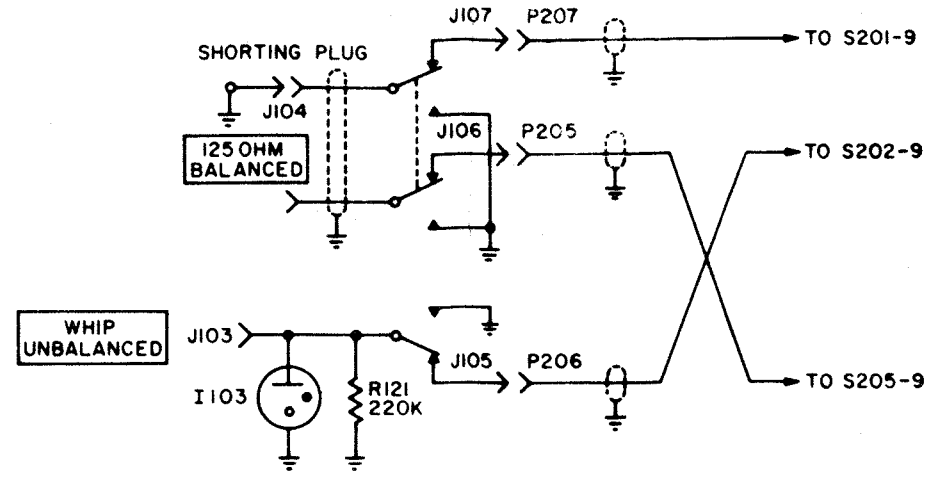 J107 P207
TO S201-9
SHORTING PLUG
J104
125 OHM
BALANCED
J106 P205
TO S202-9
WHIP
UNBALANCED
J103
J105 P206
I103
R121
220K
TO S205-9